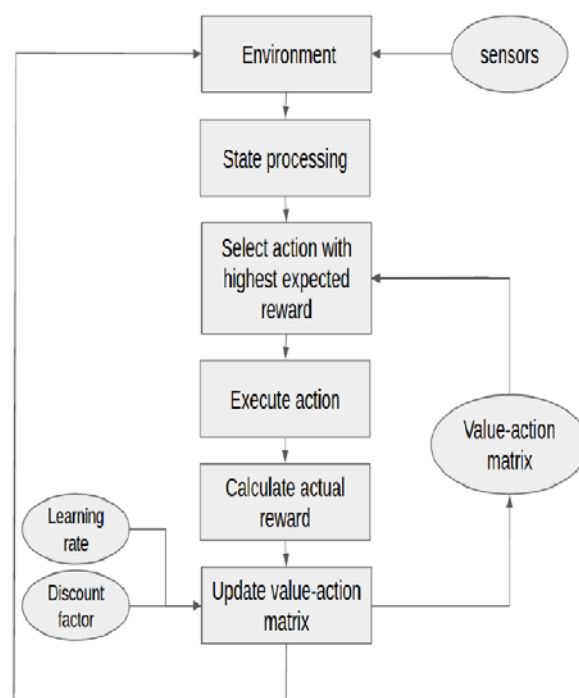 Environment
sensors
State processing
Select action with
highest expected
reward
Execute action
Value-action
matrix
Calculate actual
reward
Learning
rate
Discount
factor
Update value-action
matrix